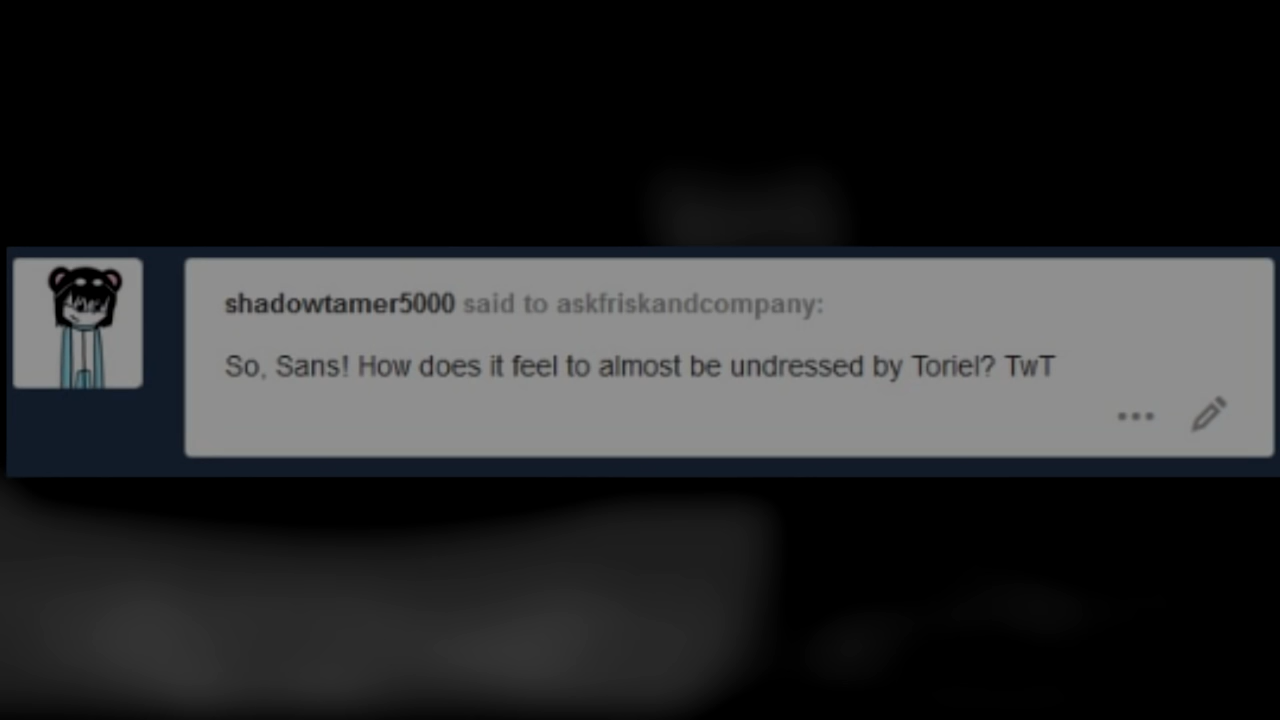 shadowtamer5000 said to askfriskandcompany:
So, Sans! How does it feel to almost be undressed by Toriel? TwT